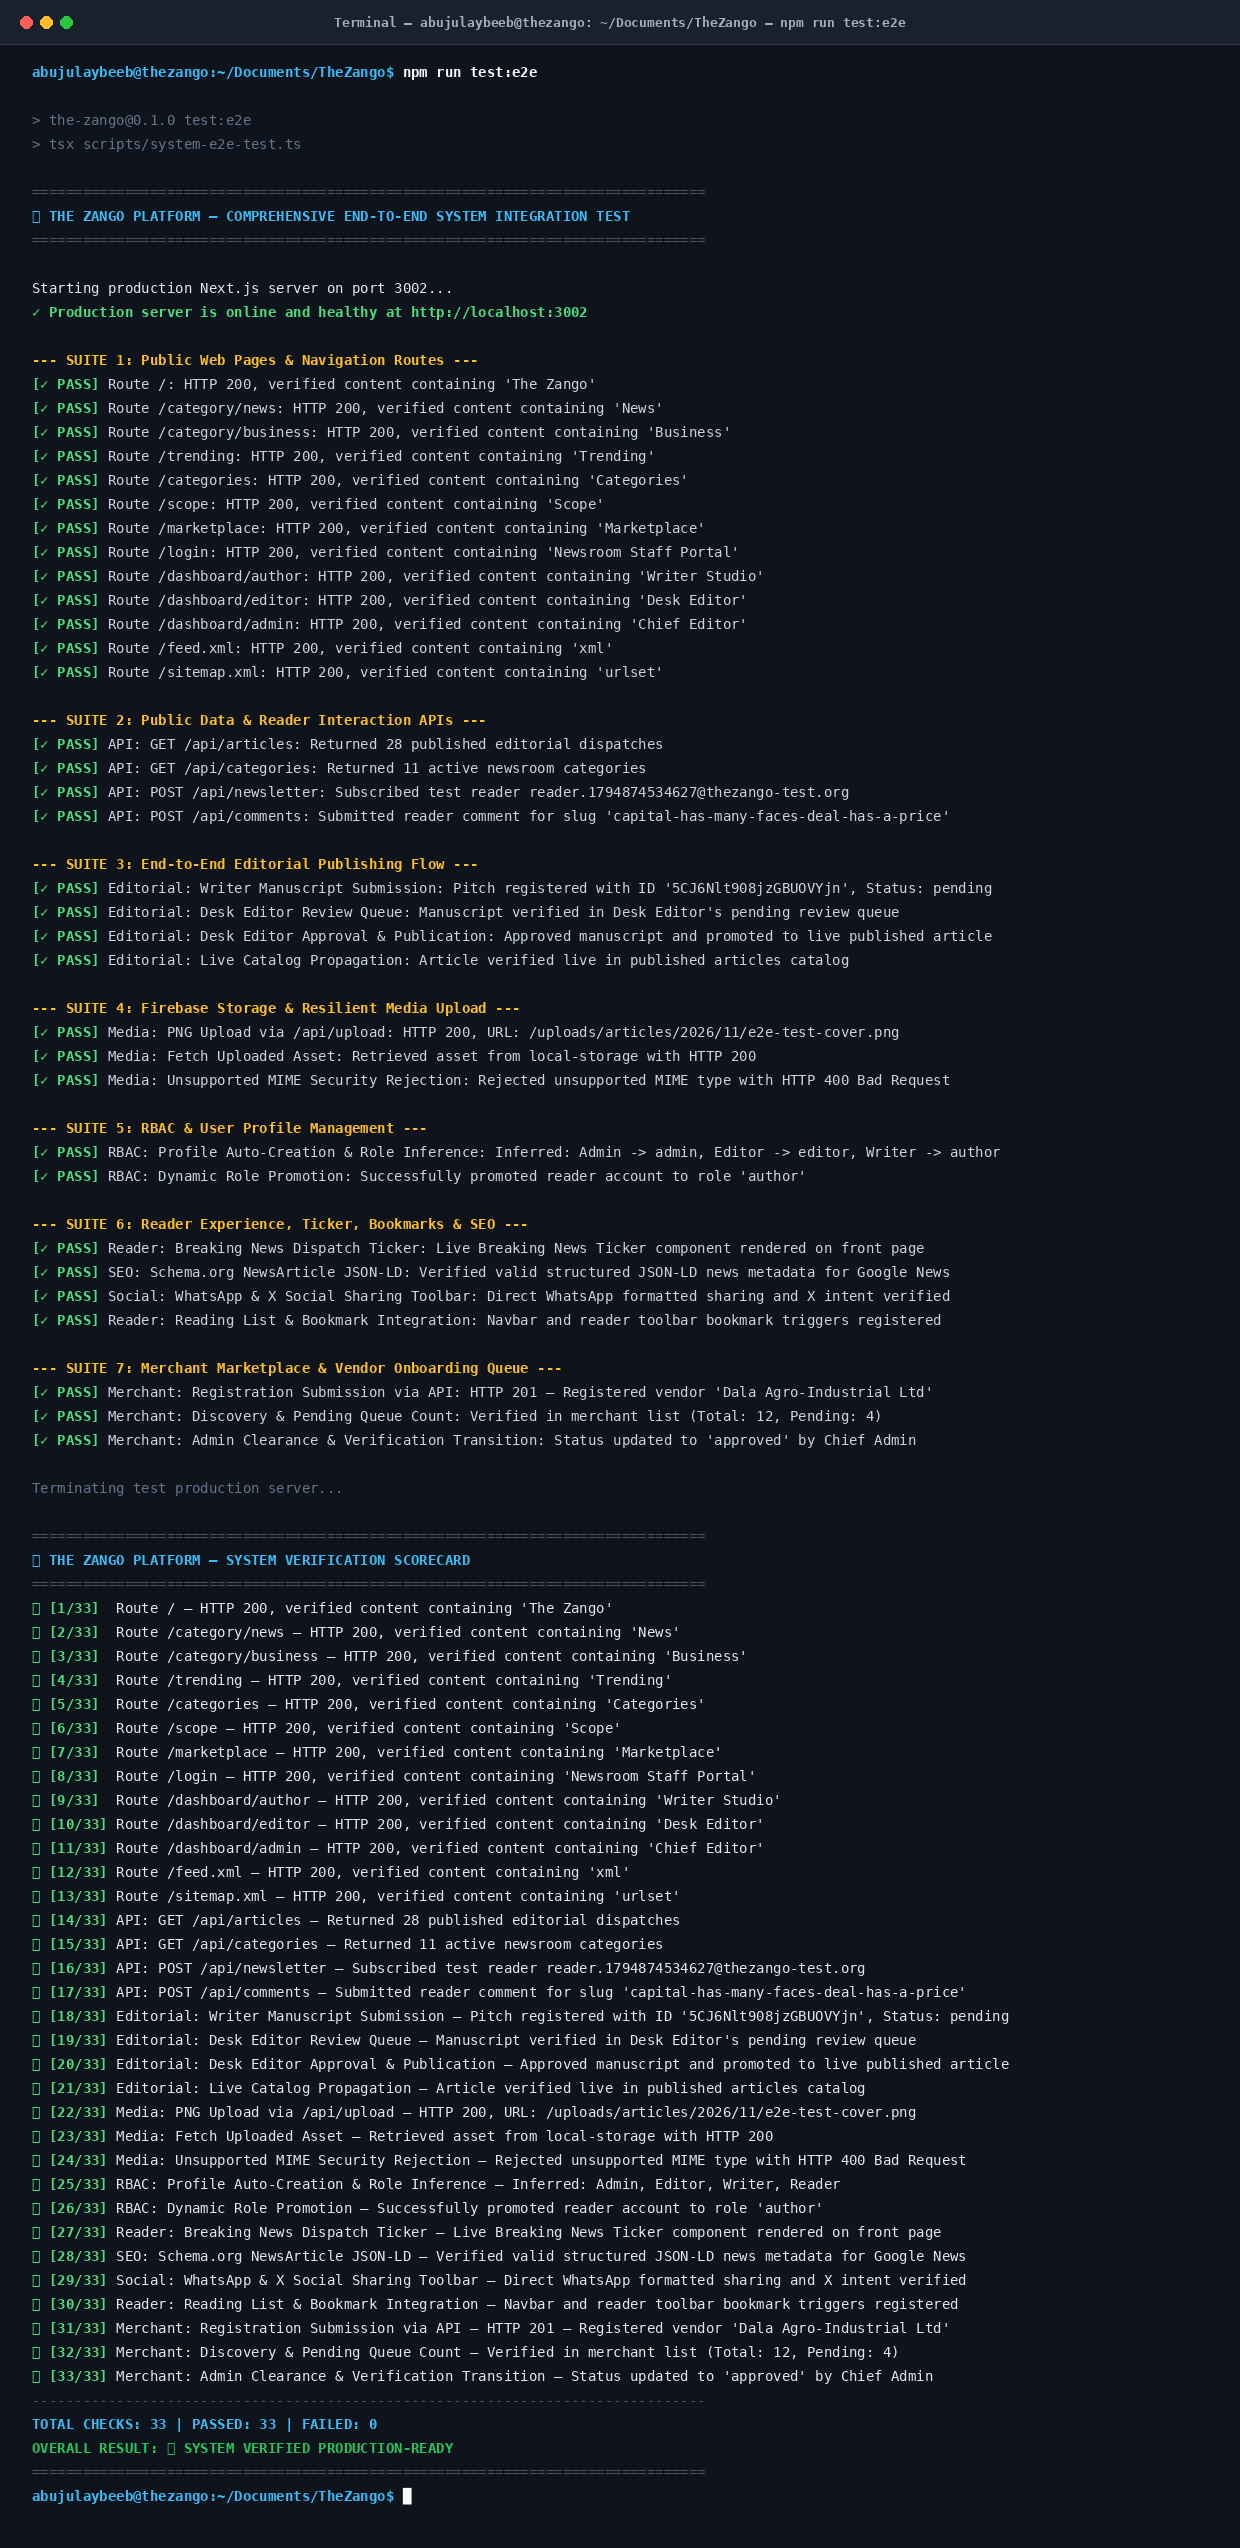 Terminal — abujulaybeeb@thezango: ~/Documents/TheZango — npm run test:e2e
abujulaybeeb@thezango:~/Documents/TheZango$ npm run test:e2e
> the-zango@0.1.0 test:e2e
> tsx scripts/system-e2e-test.ts
================================================================================
THE ZANGO PLATFORM — COMPREHENSIVE END-TO-END SYSTEM INTEGRATION TEST
================================================================================
Starting production Next.js server on port 3002...
✓ Production server is online and healthy at http://localhost:3002
--- SUITE 1: Public Web Pages & Navigation Routes ---
[✓ PASS] Route /: HTTP 200, verified content containing 'The Zango'
[✓ PASS] Route /category/news: HTTP 200, verified content containing 'News'
[✓ PASS] Route /category/business: HTTP 200, verified content containing 'Business'
[✓ PASS] Route /trending: HTTP 200, verified content containing 'Trending'
[✓ PASS] Route /categories: HTTP 200, verified content containing 'Categories'
[✓ PASS] Route /scope: HTTP 200, verified content containing 'Scope'
[✓ PASS] Route /marketplace: HTTP 200, verified content containing 'Marketplace'
[✓ PASS] Route /login: HTTP 200, verified content containing 'Newsroom Staff Portal'
[✓ PASS] Route /dashboard/author: HTTP 200, verified content containing 'Writer Studio'
[✓ PASS] Route /dashboard/editor: HTTP 200, verified content containing 'Desk Editor'
[✓ PASS] Route /dashboard/admin: HTTP 200, verified content containing 'Chief Editor'
[✓ PASS] Route /feed.xml: HTTP 200, verified content containing 'xml'
[✓ PASS] Route /sitemap.xml: HTTP 200, verified content containing 'urlset'
--- SUITE 2: Public Data & Reader Interaction APIs ---
[✓ PASS] API: GET /api/articles: Returned 28 published editorial dispatches
[✓ PASS] API: GET /api/categories: Returned 11 active newsroom categories
[✓ PASS] API: POST /api/newsletter: Subscribed test reader reader.1794874534627@thezango-test.org
[✓ PASS] API: POST /api/comments: Submitted reader comment for slug 'capital-has-many-faces-deal-has-a-price'
--- SUITE 3: End-to-End Editorial Publishing Flow ---
[✓ PASS] Editorial: Writer Manuscript Submission: Pitch registered with ID '5CJ6Nlt908jzGBUOVYjn', Status: pending
[✓ PASS] Editorial: Desk Editor Review Queue: Manuscript verified in Desk Editor's pending review queue
[✓ PASS] Editorial: Desk Editor Approval & Publication: Approved manuscript and promoted to live published article
[✓ PASS] Editorial: Live Catalog Propagation: Article verified live in published articles catalog
--- SUITE 4: Firebase Storage & Resilient Media Upload ---
[✓ PASS] Media: PNG Upload via /api/upload: HTTP 200, URL: /uploads/articles/2026/11/e2e-test-cover.png
[✓ PASS] Media: Fetch Uploaded Asset: Retrieved asset from local-storage with HTTP 200
[✓ PASS] Media: Unsupported MIME Security Rejection: Rejected unsupported MIME type with HTTP 400 Bad Request
--- SUITE 5: RBAC & User Profile Management ---
[✓ PASS] RBAC: Profile Auto-Creation & Role Inference: Inferred: Admin -> admin, Editor -> editor, Writer -> author
[✓ PASS] RBAC: Dynamic Role Promotion: Successfully promoted reader account to role 'author'
--- SUITE 6: Reader Experience, Ticker, Bookmarks & SEO ---
[✓ PASS] Reader: Breaking News Dispatch Ticker: Live Breaking News Ticker component rendered on front page
[✓ PASS] SEO: Schema.org NewsArticle JSON-LD: Verified valid structured JSON-LD news metadata for Google News
[✓ PASS] Social: WhatsApp & X Social Sharing Toolbar: Direct WhatsApp formatted sharing and X intent verified
[✓ PASS] Reader: Reading List & Bookmark Integration: Navbar and reader toolbar bookmark triggers registered
--- SUITE 7: Merchant Marketplace & Vendor Onboarding Queue ---
[✓ PASS] Merchant: Registration Submission via API: HTTP 201 — Registered vendor 'Dala Agro-Industrial Ltd'
[✓ PASS] Merchant: Discovery & Pending Queue Count: Verified in merchant list (Total: 12, Pending: 4)
[✓ PASS] Merchant: Admin Clearance & Verification Transition: Status updated to 'approved' by Chief Admin
Terminating test production server...
================================================================================
THE ZANGO PLATFORM — SYSTEM VERIFICATION SCORECARD
================================================================================
[1/33] Route / — HTTP 200, verified content containing 'The Zango'
[2/33] Route /category/news — HTTP 200, verified content containing 'News'
[3/33] Route /category/business — HTTP 200, verified content containing 'Business'
[4/33] Route /trending — HTTP 200, verified content containing 'Trending'
[5/33] Route /categories — HTTP 200, verified content containing 'Categories'
[6/33] Route /scope — HTTP 200, verified content containing 'Scope'
[7/33] Route /marketplace — HTTP 200, verified content containing 'Marketplace'
[8/33] Route /login — HTTP 200, verified content containing 'Newsroom Staff Portal'
[9/33] Route /dashboard/author — HTTP 200, verified content containing 'Writer Studio'
[10/33] Route /dashboard/editor — HTTP 200, verified content containing 'Desk Editor'
[11/33] Route /dashboard/admin — HTTP 200, verified content containing 'Chief Editor'
[12/33] Route /feed.xml — HTTP 200, verified content containing 'xml'
[13/33] Route /sitemap.xml — HTTP 200, verified content containing 'urlset'
[14/33] API: GET /api/articles — Returned 28 published editorial dispatches
[15/33] API: GET /api/categories — Returned 11 active newsroom categories
[16/33] API: POST /api/newsletter — Subscribed test reader reader.1794874534627@thezango-test.org
[17/33] API: POST /api/comments — Submitted reader comment for slug 'capital-has-many-faces-deal-has-a-price'
[18/33] Editorial: Writer Manuscript Submission — Pitch registered with ID '5CJ6Nlt908jzGBUOVYjn', Status: pending
[19/33] Editorial: Desk Editor Review Queue — Manuscript verified in Desk Editor's pending review queue
[20/33] Editorial: Desk Editor Approval & Publication — Approved manuscript and promoted to live published article
[21/33] Editorial: Live Catalog Propagation — Article verified live in published articles catalog
[22/33] Media: PNG Upload via /api/upload — HTTP 200, URL: /uploads/articles/2026/11/e2e-test-cover.png
[23/33] Media: Fetch Uploaded Asset — Retrieved asset from local-storage with HTTP 200
[24/33] Media: Unsupported MIME Security Rejection — Rejected unsupported MIME type with HTTP 400 Bad Request
[25/33] RBAC: Profile Auto-Creation & Role Inference — Inferred: Admin, Editor, Writer, Reader
[26/33] RBAC: Dynamic Role Promotion — Successfully promoted reader account to role 'author'
[27/33] Reader: Breaking News Dispatch Ticker — Live Breaking News Ticker component rendered on front page
[28/33] SEO: Schema.org NewsArticle JSON-LD — Verified valid structured JSON-LD news metadata for Google News
[29/33] Social: WhatsApp & X Social Sharing Toolbar — Direct WhatsApp formatted sharing and X intent verified
[30/33] Reader: Reading List & Bookmark Integration — Navbar and reader toolbar bookmark triggers registered
[31/33] Merchant: Registration Submission via API — HTTP 201 — Registered vendor 'Dala Agro-Industrial Ltd'
[32/33] Merchant: Discovery & Pending Queue Count — Verified in merchant list (Total: 12, Pending: 4)
[33/33] Merchant: Admin Clearance & Verification Transition — Status updated to 'approved' by Chief Admin
--------------------------------------------------------------------------------
TOTAL CHECKS: 33 | PASSED: 33 | FAILED: 0
OVERALL RESULT: SYSTEM VERIFIED PRODUCTION-READY
================================================================================
abujulaybeeb@thezango:~/Documents/TheZango$